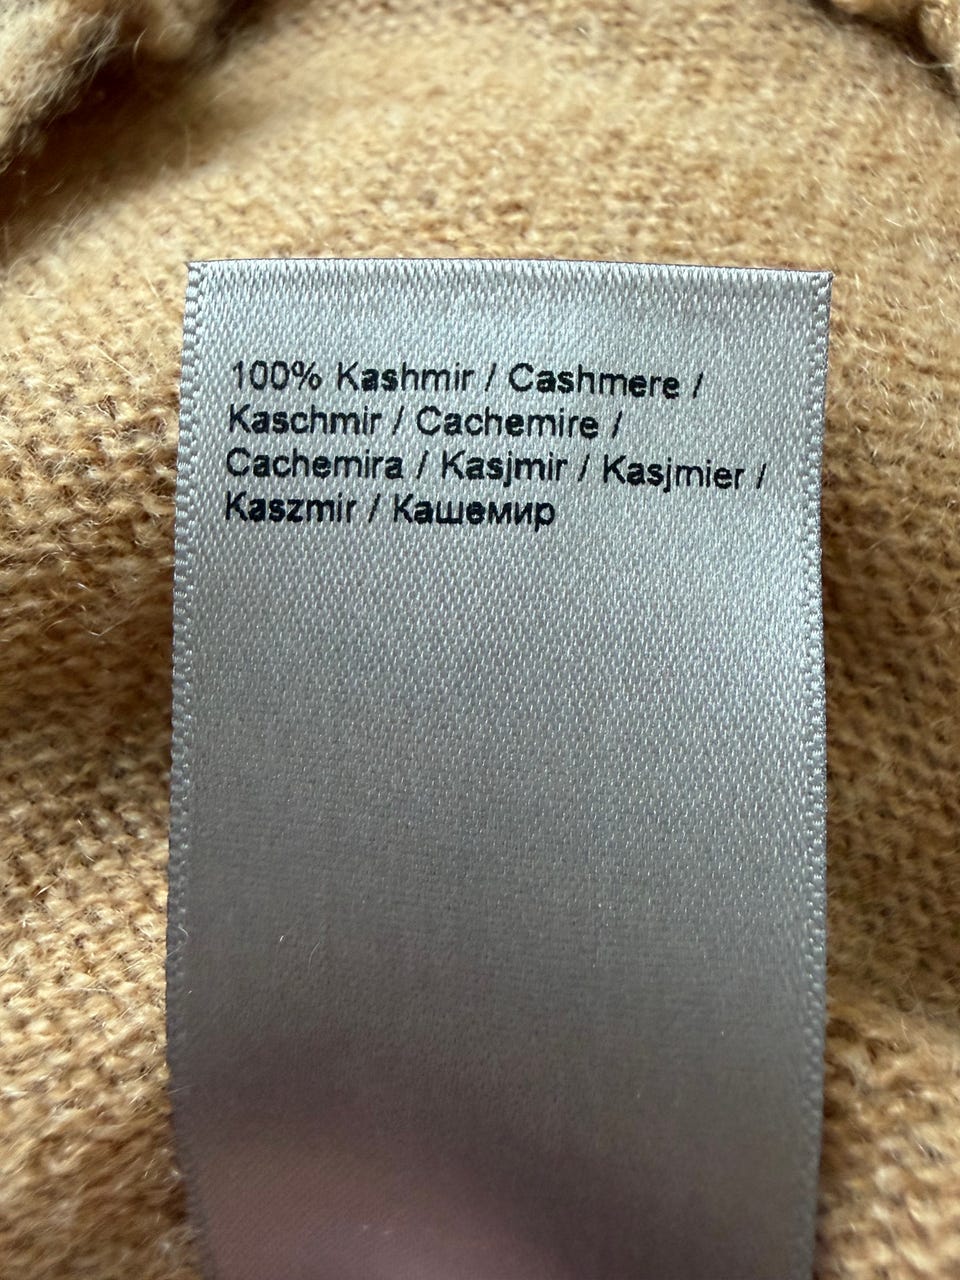 100% Kashmir / Cashmere /
Kaschmir / Cachemire /
Cachemira / Kasjmir / Kasjmier /
Kaszmir / Кашемир